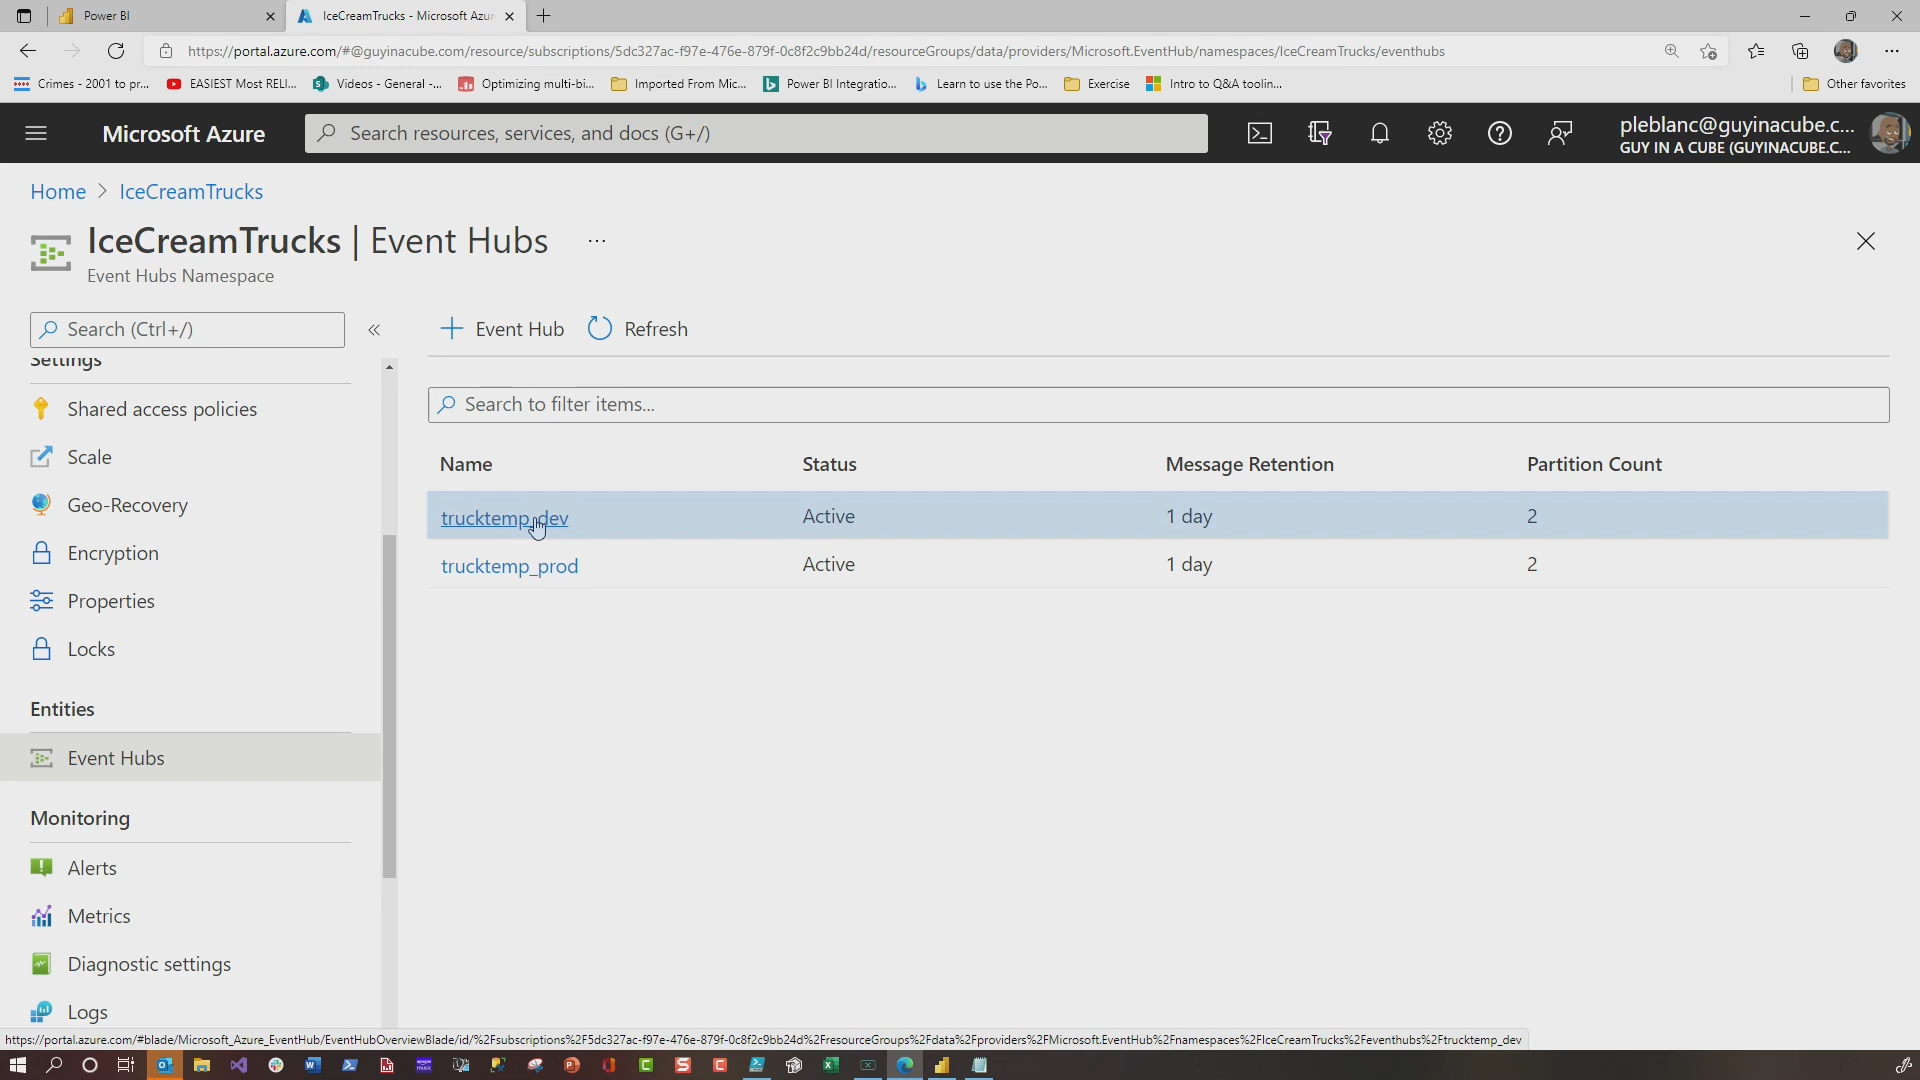 Power BI
IceCreamTrucks - Microsoft Azur
https://portal.azure.com/#@guyinacube.com/resource/subscriptions/5dc327ac-f97e-476e-879f-0c8f2c9bb24d/resourceGroups/data/providers/Microsoft.EventHub/namespaces/IceCreamTrucks/eventhubs
Crimes - 2001 to pr...
EASIEST Most RELI...
Videos - General -...
Optimizing multi-bi...
Imported From Mic...
Power BI Integratio...
Learn to use the Po...
Exercise
Intro to Q&A toolin...
Other favorites
Microsoft Azure
Search resources, services, and docs (G+/)
pleblanc@guyinacube.c...
GUY IN A CUBE (GUYINACUBE.C...
Home > IceCreamTrucks
IceCreamTrucks | Event Hubs ...
Event Hubs Namespace
Search (Ctrl+/)
«
Event Hub
Refresh
Settings
Shared access policies
Scale
Geo-Recovery
Encryption
Properties
Locks
Entities
Event Hubs
Monitoring
Alerts
Metrics
Diagnostic settings
Logs
Search to filter items...
Name Status Message Retention Partition Count
trucktemp_dev Active 1 day 2
trucktemp_prod Active 1 day 2
https://portal.azure.com/#blade/Microsoft_Azure_EventHub/EventHubOverviewBlade/id/%2Fsubscriptions%2F5dc327ac-f97e-476e-879f-0c8f2c9bb24d%2FresourceGroups%2Fdata%2Fproviders%2FMicrosoft.EventHub%2Fnamespaces%2FIceCreamTrucks%2Feventhubs%2Ftrucktemp_dev